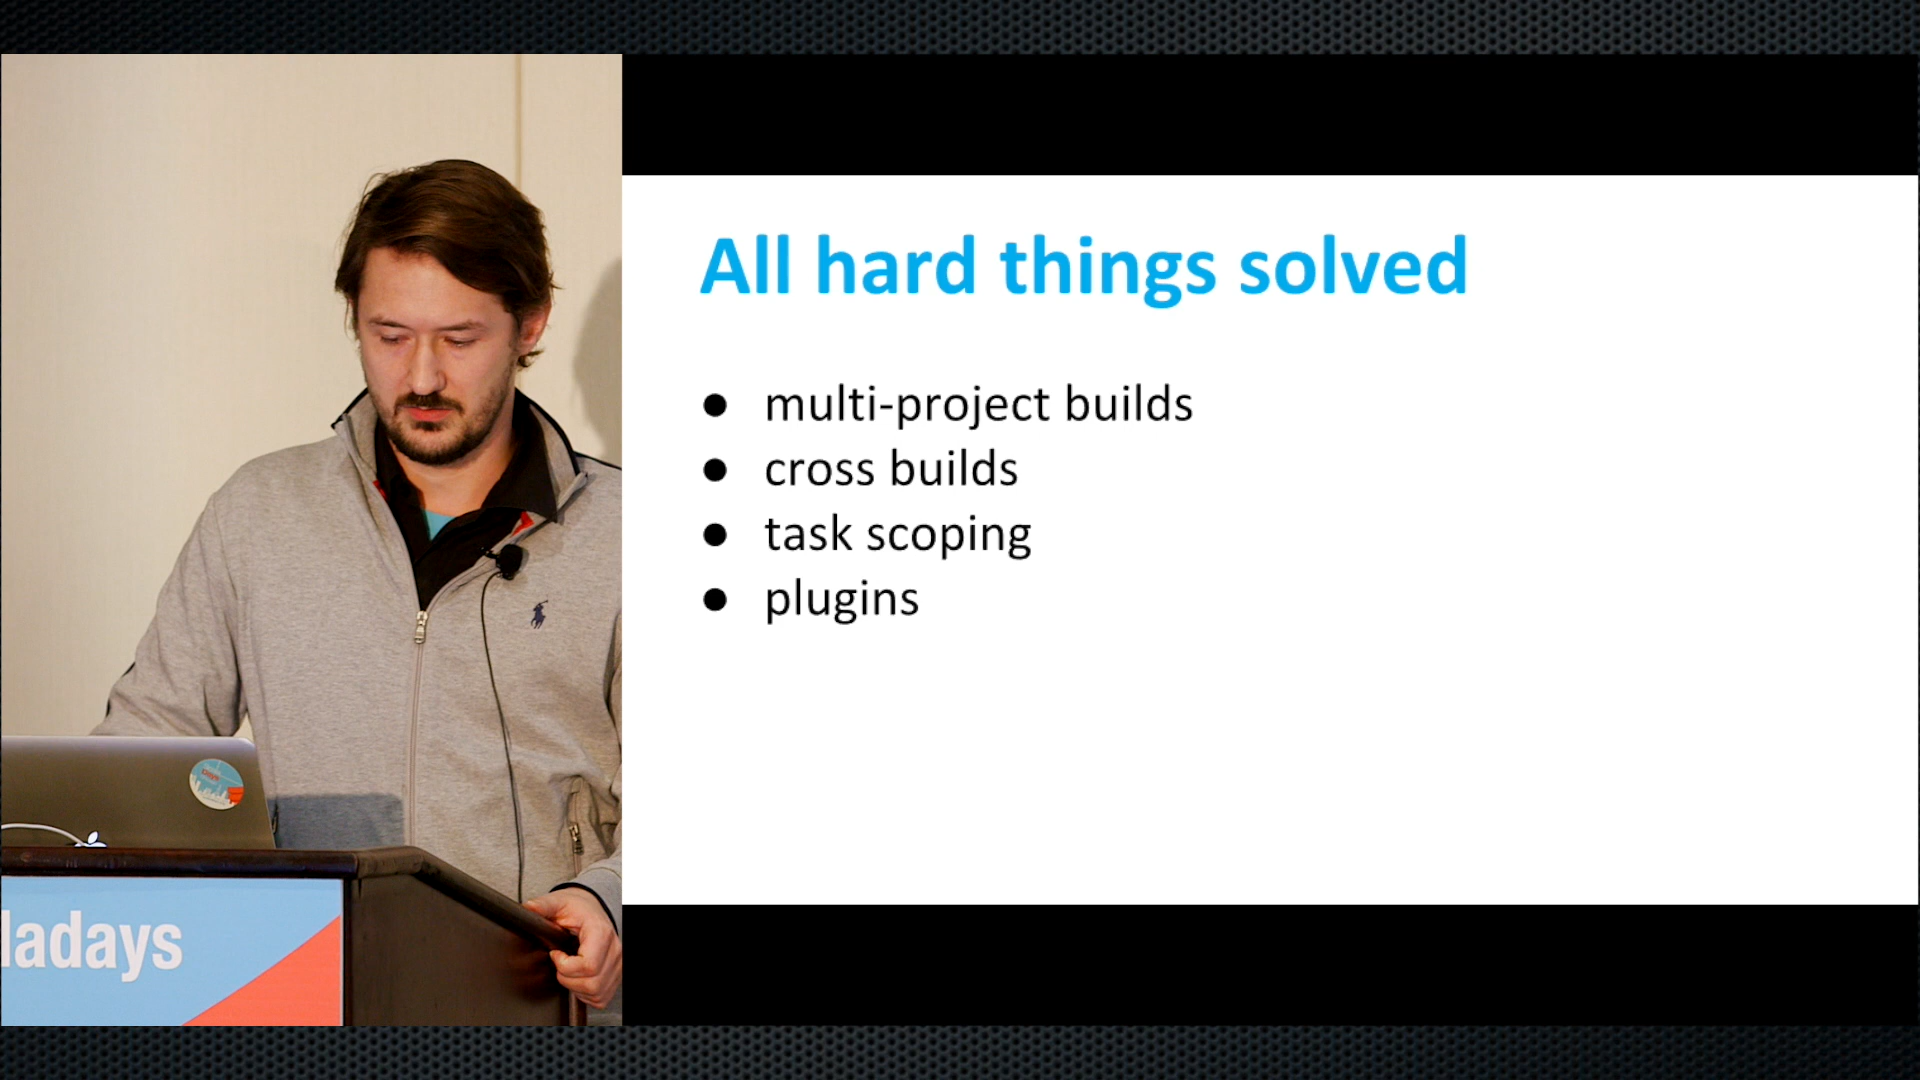 All hard things solved
● multi-project builds
● cross builds
● task scoping
● plugins
ladays